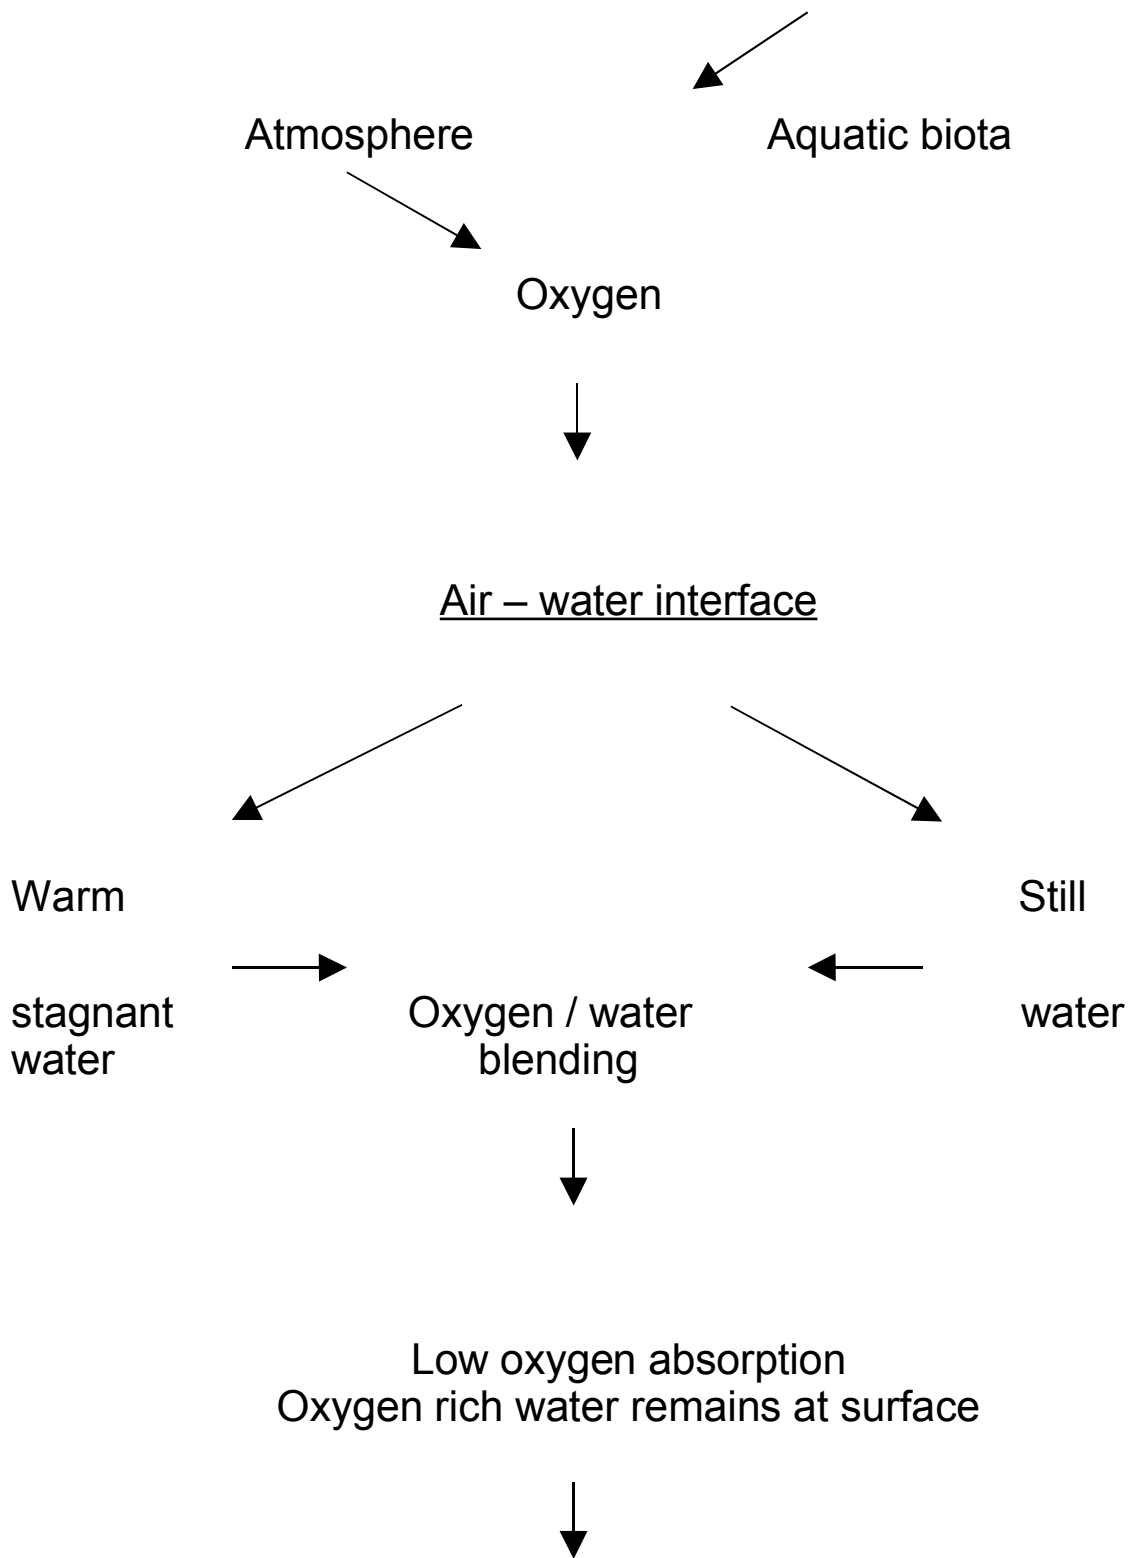 Atmosphere Aquatic biota
Oxygen
Air – water interface
Warm Still
stagnant Oxygen / water water
water blending
Low oxygen absorption
Oxygen rich water remains at surface